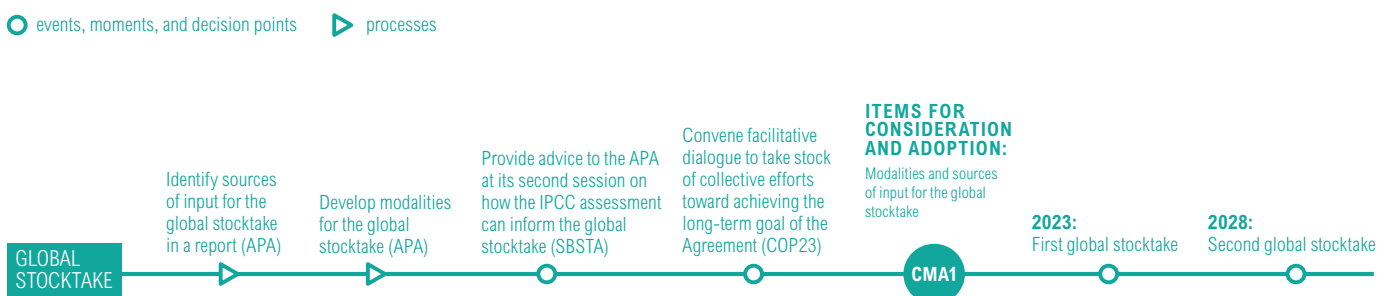 events, moments, and decision points
processes
GLOBAL
STOCKTAKE
Identify sources
of input for the
global stocktake
in a report (APA)
Develop modalities
for the global
stocktake (APA)
Provide advice to the APA
at its second session on
how the IPCC assessment
can inform the global
stocktake (SBSTA)
Convene facilitative
dialogue to take stock
of collective efforts
toward achieving the
long-term goal of the
Agreement (COP23)
ITEMS FOR
CONSIDERATION
AND ADOPTION:
Modalities and sources
of input for the global
stocktake
CMA1
2023:
First global stocktake
2028:
Second global stocktake